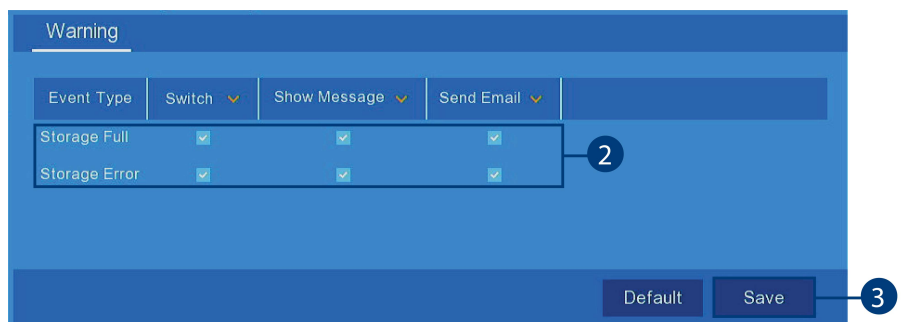 Warning
Event Type Switch Show Message Send Email
Storage Full
2
Storage Error
Default Save 3